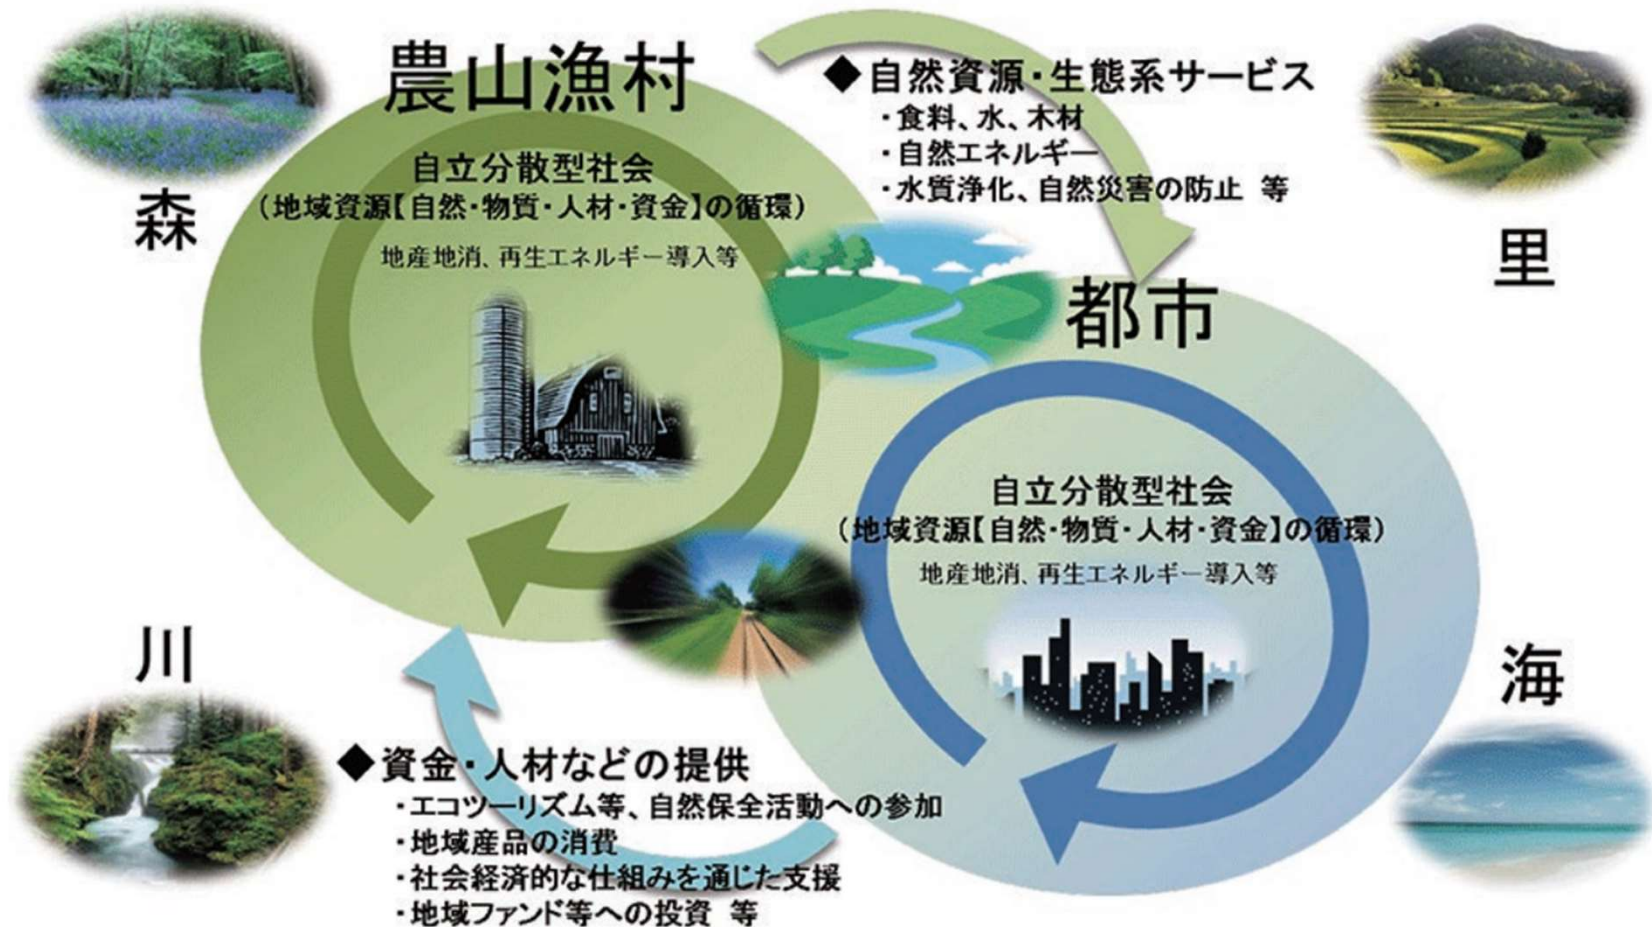 農山漁村
自立分散型社会
(地域資源【自然・物質・人材・資金】の循環)
地産地消、再生エネルギー導入等
◆自然資源・生態系サービス
・食料、水、木材
・自然エネルギー
・水質浄化、自然災害の防止 等
森
里
都市
自立分散型社会
(地域資源【自然・物質・人材・資金】の循環)
地産地消、再生エネルギー導入等
川
海
◆資金・人材などの提供
・エコツーリズム等、自然保全活動への参加
・地域産品の消費
・社会経済的な仕組みを通じた支援
・地域ファンド等への投資 等